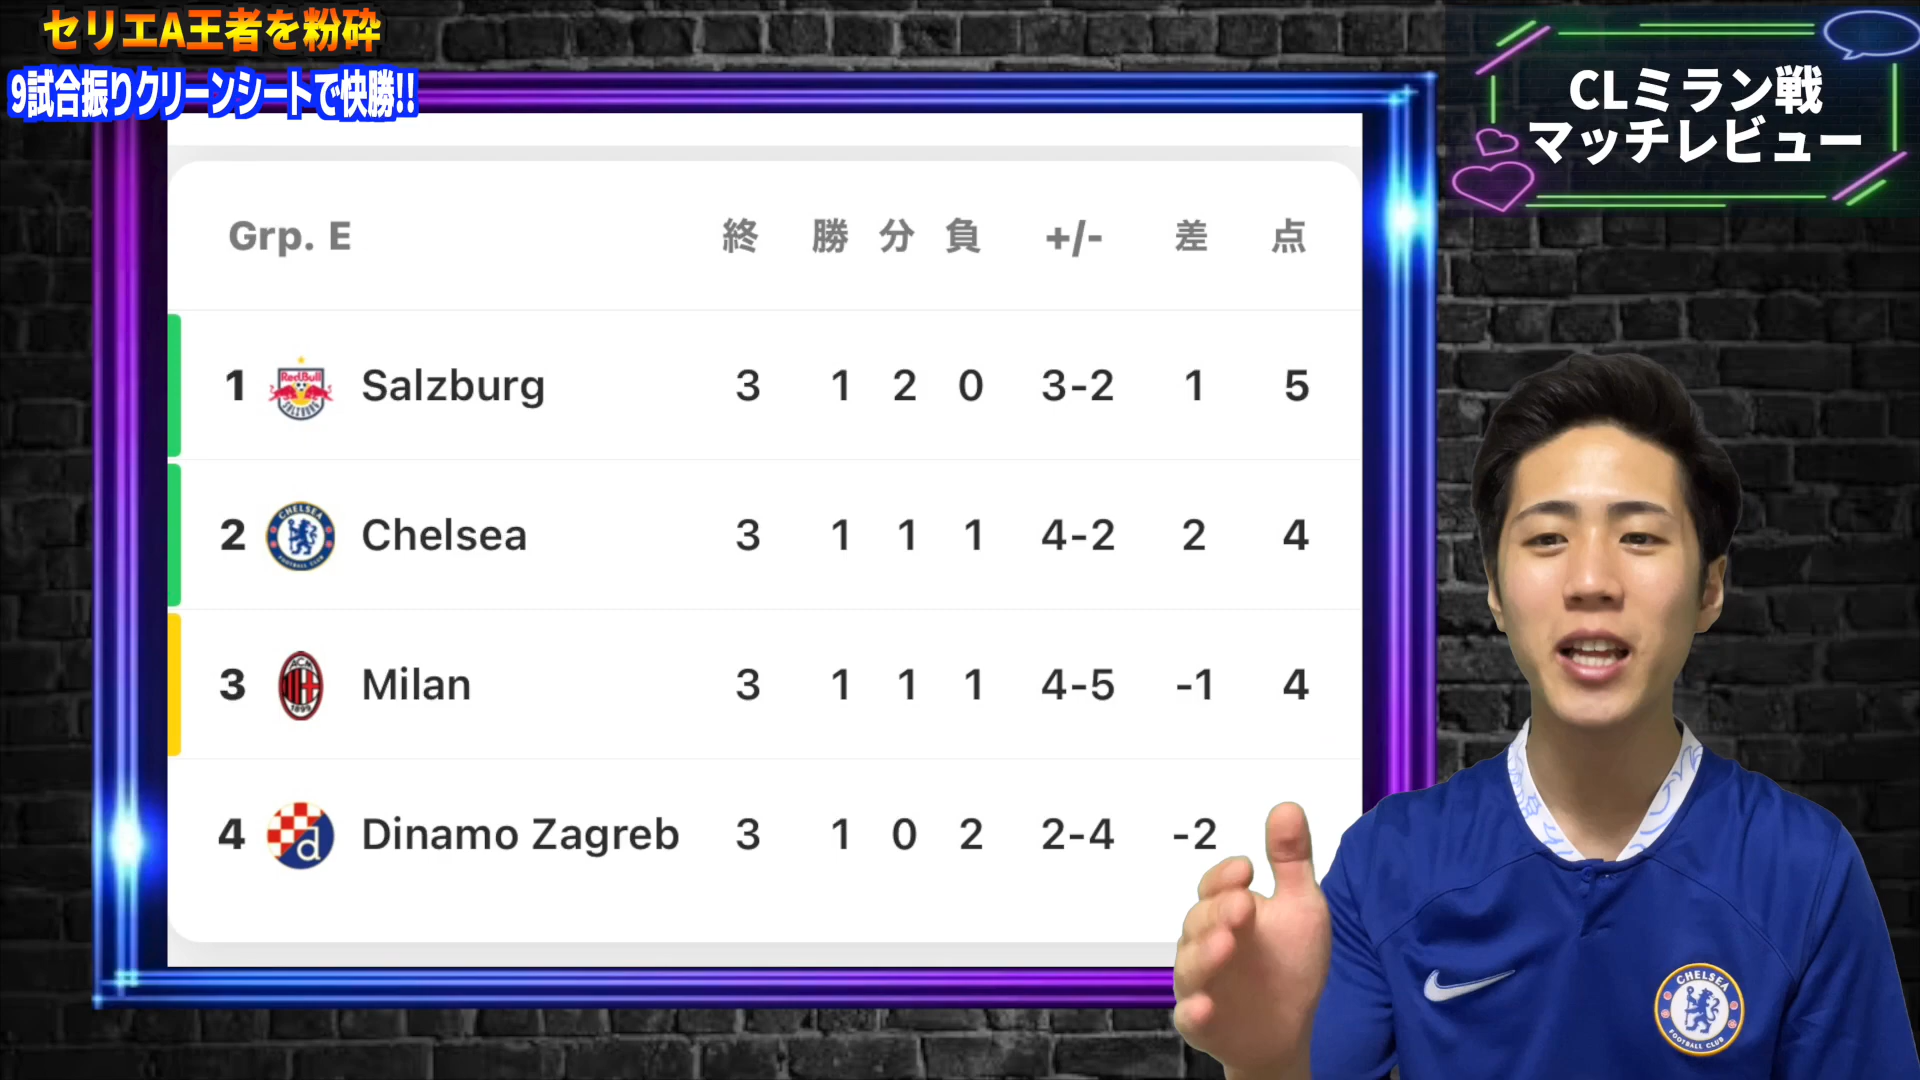 セリエA王者を粉砕
9試合振りクリーンシートで快勝!!
CLミラン戦
マッチレビュー
Grp. E 終 勝 分 負 +/- 差 点
1 Salzburg 3 1 2 0 3-2 1 5
2 Chelsea 3 1 1 1 4-2 2 4
3 Milan 3 1 1 1 4-5 -1 4
4 Dinamo Zagreb 3 1 0 2 2-4 -2
CHELSEA
FOOTBALL CLUB